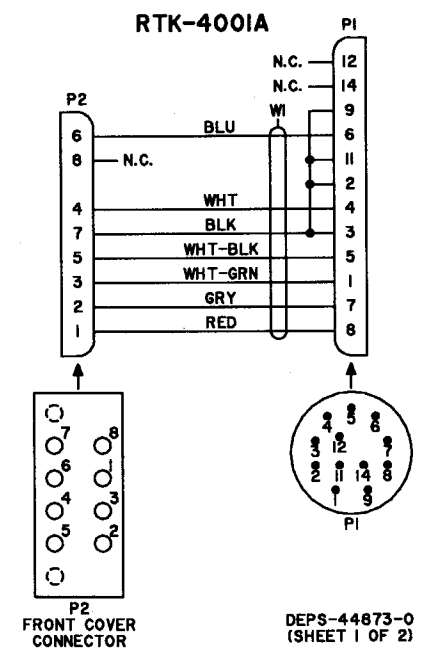 RTK-4001A
P1
N.C. 12
N.C. 14
P2
W1
9
6 BLU 6
8 N.C.
11
2
4 WHT 4
7 BLK 3
5 WHT-BLK 5
3 WHT-GRN 1
2 GRY 7
1 RED 8
7 8
6 1
4 3
5 2
P2
FRONT COVER
CONNECTOR
4 5 6
3 12 7
2 11 14 8
1 9
P1
DEPS-44873-O
(SHEET 1 OF 2)